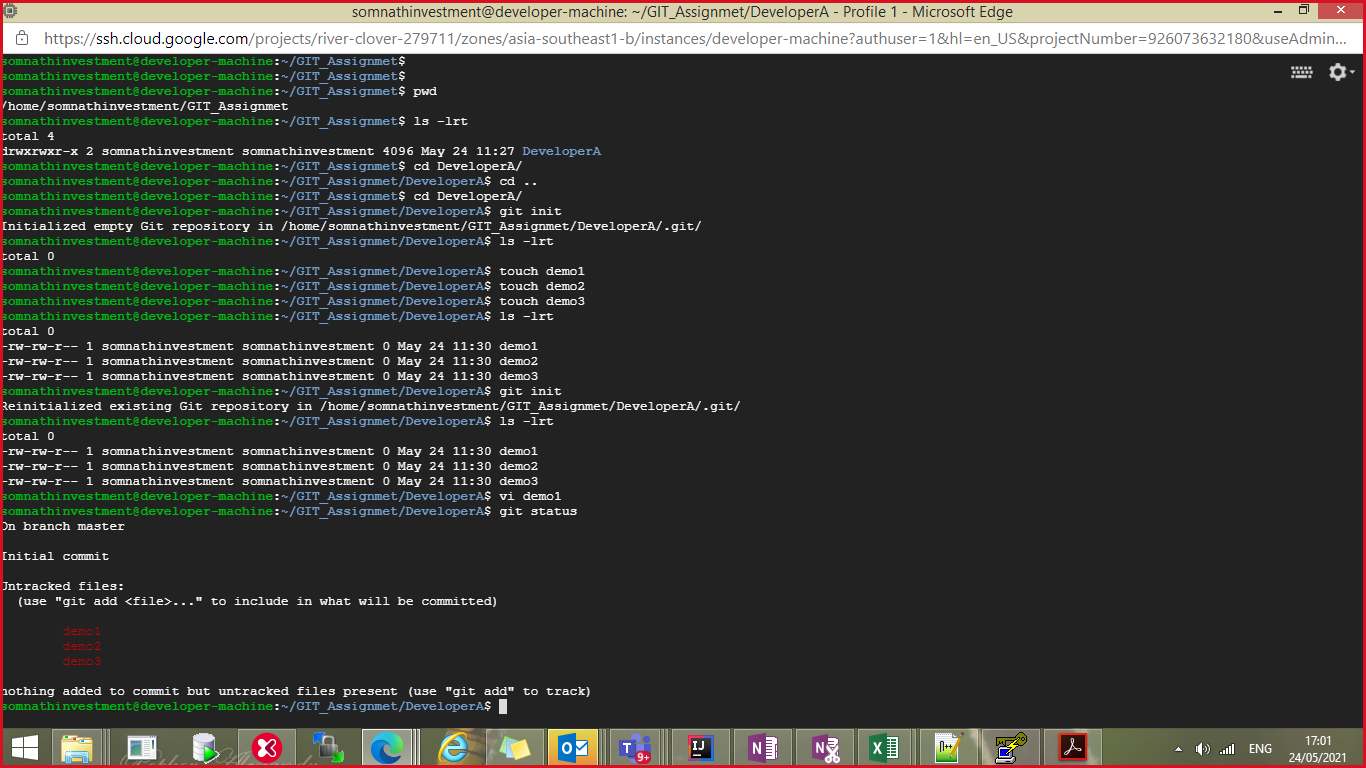 somnathinvestment@developer-machine: ~/GIT_Assignmet/DeveloperA - Profile 1 - Microsoft Edge
https://ssh.cloud.google.com/projects/river-clover-279711/zones/asia-southeast1-b/instances/developer-machine?authuser=1&hl=en_US&projectNumber=926073632180&useAdmin...
somnathinvestment@developer-machine:~/GIT_Assignmet$
somnathinvestment@developer-machine:~/GIT_Assignmet$
somnathinvestment@developer-machine:~/GIT_Assignmet$ pwd
/home/somnathinvestment/GIT_Assignmet
somnathinvestment@developer-machine:~/GIT_Assignmet$ ls -lrt
total 4
drwxrwxr-x 2 somnathinvestment somnathinvestment 4096 May 24 11:27 DeveloperA
somnathinvestment@developer-machine:~/GIT_Assignmet$ cd DeveloperA/
somnathinvestment@developer-machine:~/GIT_Assignmet/DeveloperA$ cd ..
somnathinvestment@developer-machine:~/GIT_Assignmet$ cd DeveloperA/
somnathinvestment@developer-machine:~/GIT_Assignmet/DeveloperA$ git init
Initialized empty Git repository in /home/somnathinvestment/GIT_Assignmet/DeveloperA/.git/
somnathinvestment@developer-machine:~/GIT_Assignmet/DeveloperA$ ls -lrt
total 0
somnathinvestment@developer-machine:~/GIT_Assignmet/DeveloperA$ touch demo1
somnathinvestment@developer-machine:~/GIT_Assignmet/DeveloperA$ touch demo2
somnathinvestment@developer-machine:~/GIT_Assignmet/DeveloperA$ touch demo3
somnathinvestment@developer-machine:~/GIT_Assignmet/DeveloperA$ ls -lrt
total 0
-rw-rw-r-- 1 somnathinvestment somnathinvestment 0 May 24 11:30 demo1
-rw-rw-r-- 1 somnathinvestment somnathinvestment 0 May 24 11:30 demo2
-rw-rw-r-- 1 somnathinvestment somnathinvestment 0 May 24 11:30 demo3
somnathinvestment@developer-machine:~/GIT_Assignmet/DeveloperA$ git init
Reinitialized existing Git repository in /home/somnathinvestment/GIT_Assignmet/DeveloperA/.git/
somnathinvestment@developer-machine:~/GIT_Assignmet/DeveloperA$ ls -lrt
total 0
-rw-rw-r-- 1 somnathinvestment somnathinvestment 0 May 24 11:30 demo1
-rw-rw-r-- 1 somnathinvestment somnathinvestment 0 May 24 11:30 demo2
-rw-rw-r-- 1 somnathinvestment somnathinvestment 0 May 24 11:30 demo3
somnathinvestment@developer-machine:~/GIT_Assignmet/DeveloperA$ vi demo1
somnathinvestment@developer-machine:~/GIT_Assignmet/DeveloperA$ git status
On branch master
Initial commit
Untracked files:
(use "git add <file>..." to include in what will be committed)
demo1
demo2
demo3
nothing added to commit but untracked files present (use "git add" to track)
somnathinvestment@developer-machine:~/GIT_Assignmet/DeveloperA$
9+
ENG
17:01
24/05/2021